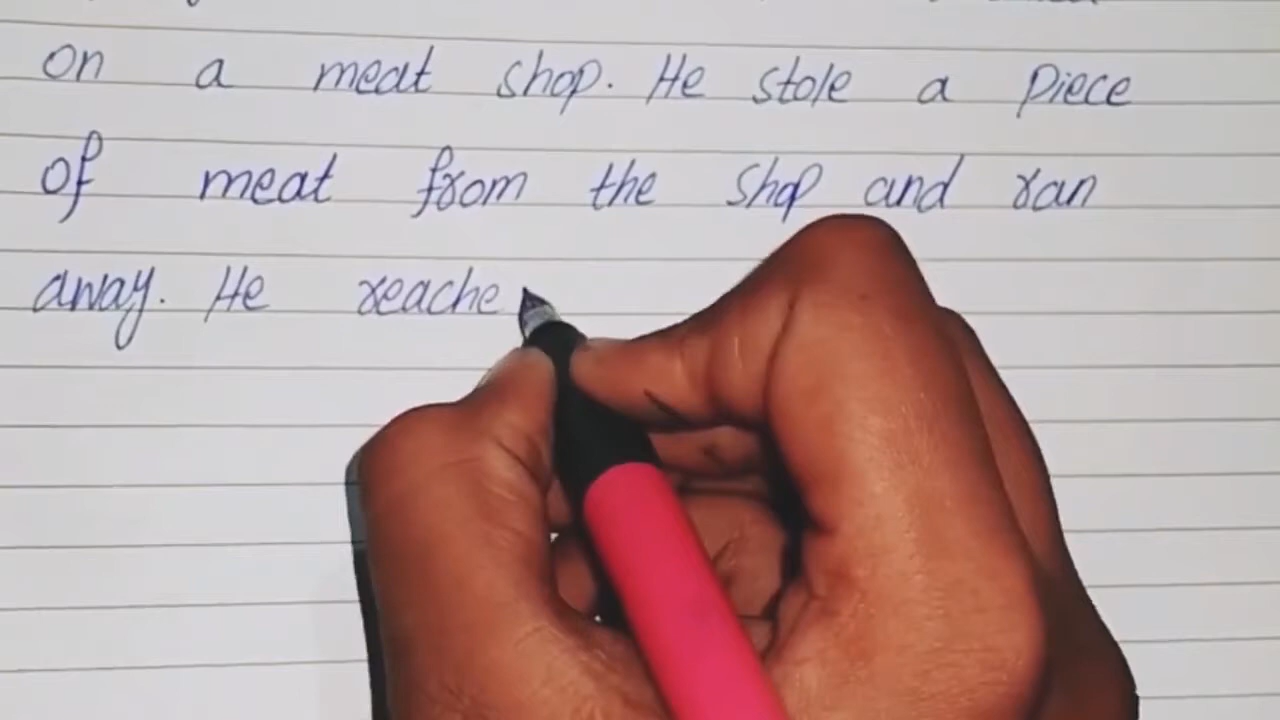 on a meat shop. He stole a Piece
of meat from the Shop and ran
away. He reache